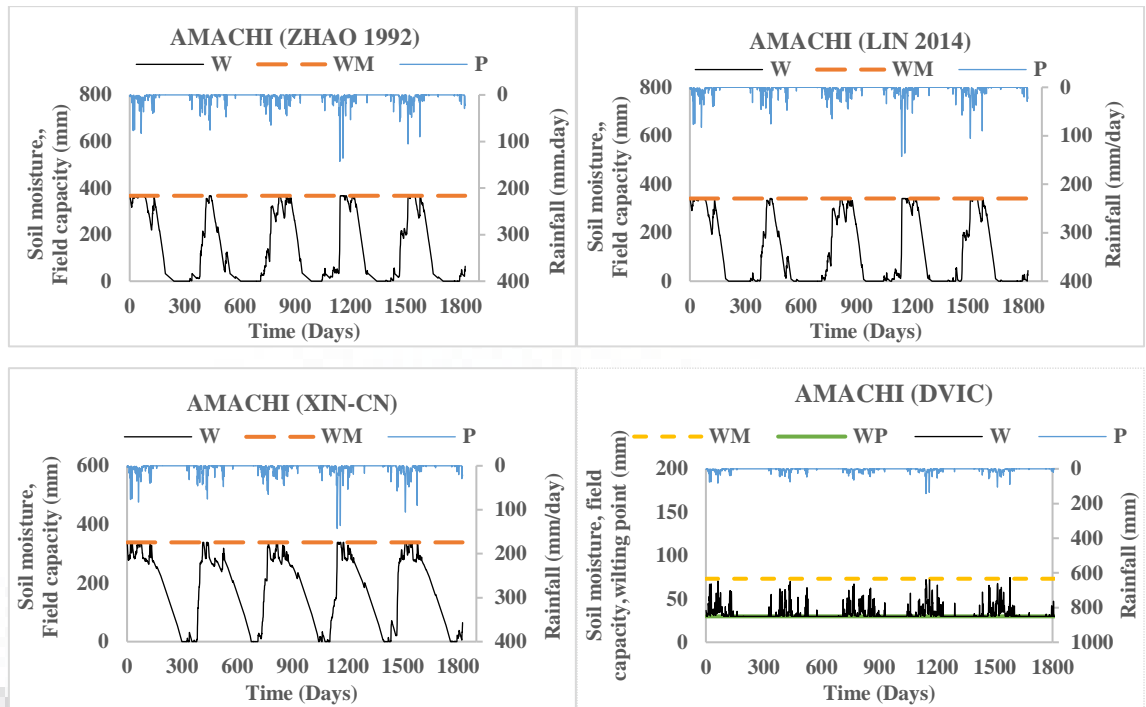 AMACHI (ZHAO 1992)
W WM P
800
600
400
200
0
0
100
200
300
400
0 300 600 900 1200 1500 1800
Soil moisture,,
Field capacity (mm)
Rainfall (mm.day)
Time (Days)
AMACHI (LIN 2014)
W WM P
800
600
400
200
0
0
100
200
300
400
0 300 600 900 1200 1500 1800
Soil moisture,,
Field capacity (mm)
Rainfall (mm/day)
Time (Days)
AMACHI (XIN-CN)
W WM P
600
400
200
0
0
100
200
300
400
0 300 600 900 1200 1500 1800
Soil moisture,
Field capacity (mm)
Rainfall (mm/day)
Time (Days)
AMACHI (DVIC)
WM WP W P
200
150
100
50
0
0
200
400
600
800
1000
0 300 600 900 1200 1500 1800
Soil moisture, field
capacity,wilting point (mm)
Rainfall (mm)
Time (Days)